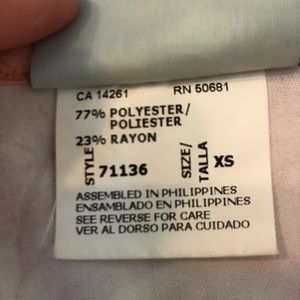 CA 14261 RN 50681
77% POLYESTER/
POLIESTER
23% RAYON
STYLE 71136 SIZE/ TALLA XS
ASSEMBLED IN PHILIPPINES
ENSAMBLADO EN PHILIPPINES
SEE REVERSE FOR CARE
VER AL DORSO PARA CUIDADO